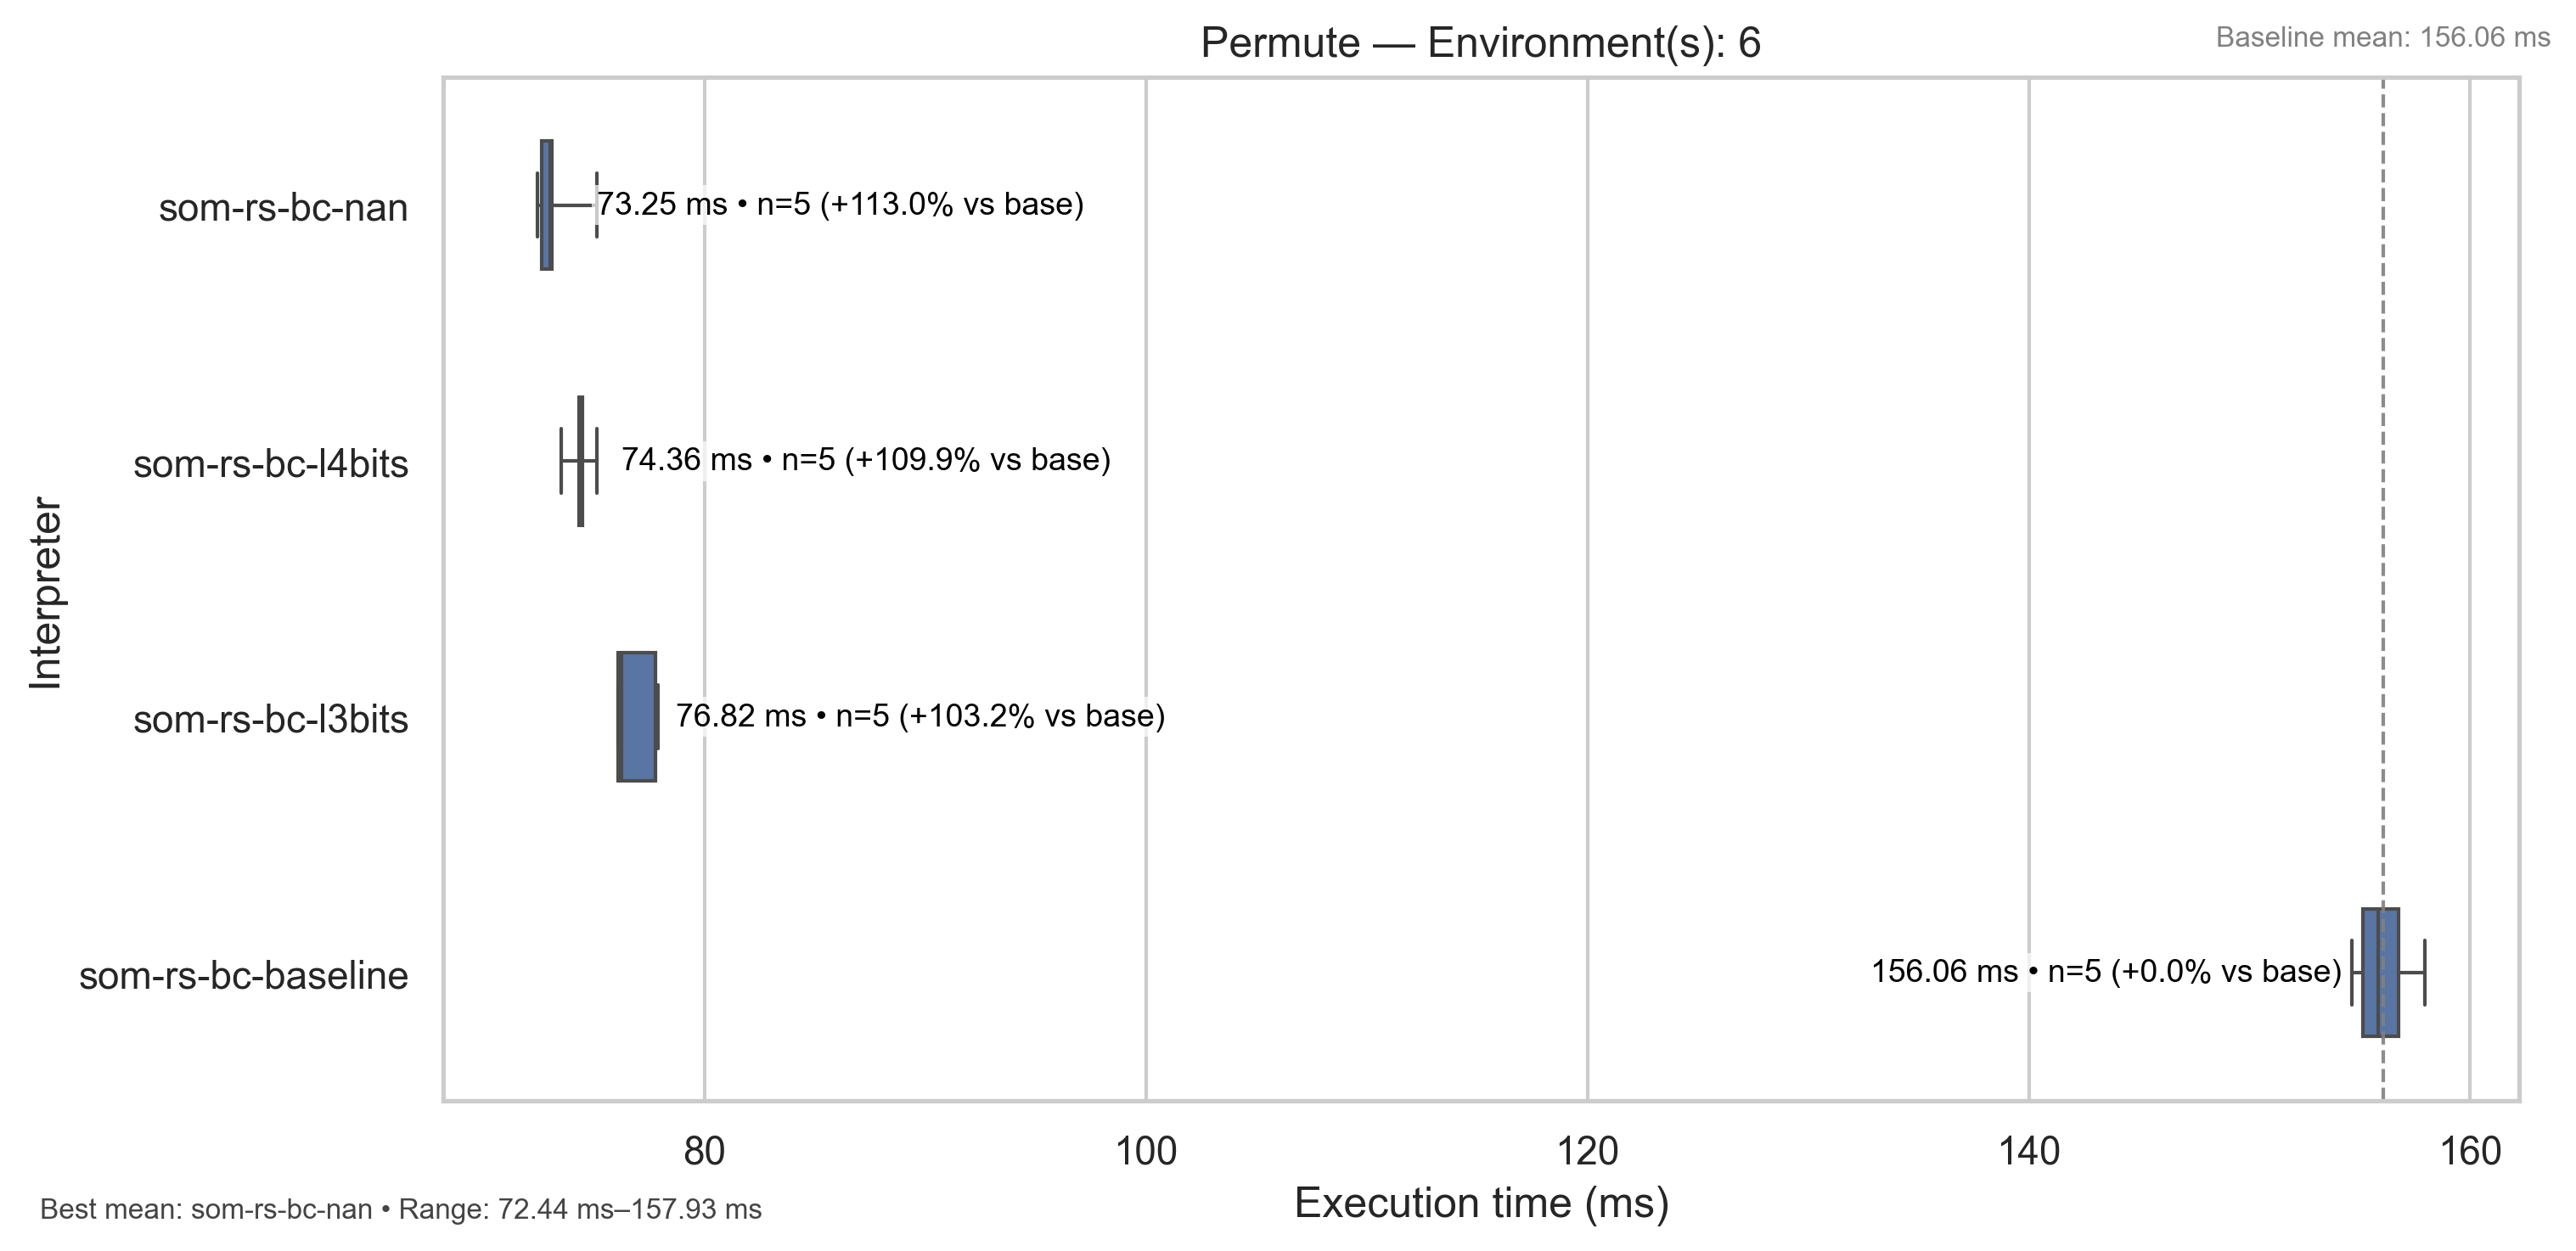 Permute — Environment(s): 6
Baseline mean: 156.06 ms
som-rs-bc-nan
73.25 ms • n=5 (+113.0% vs base)
som-rs-bc-l4bits
74.36 ms • n=5 (+109.9% vs base)
Interpreter
som-rs-bc-l3bits
76.82 ms • n=5 (+103.2% vs base)
som-rs-bc-baseline
156.06 ms • n=5 (+0.0% vs base)
80 100 120 140 160
Execution time (ms)
Best mean: som-rs-bc-nan • Range: 72.44 ms–157.93 ms